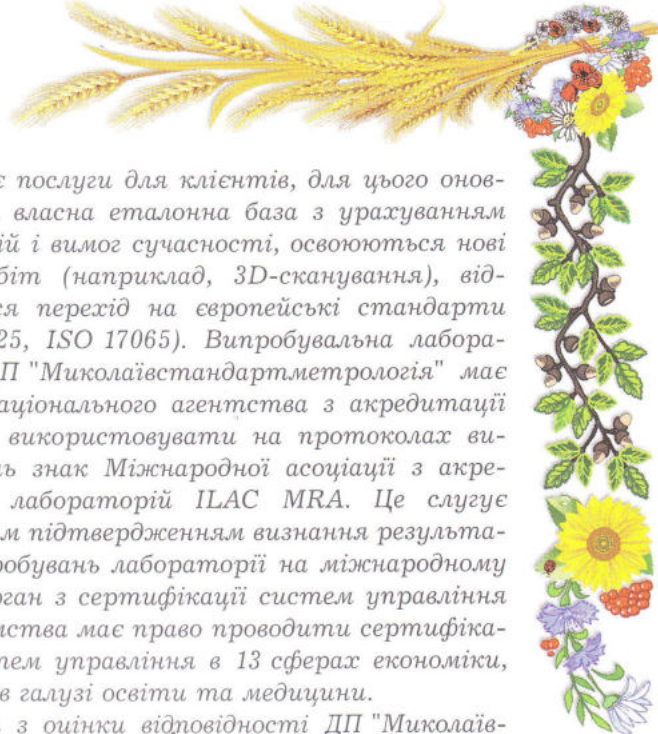 є послуги для клієнтів, для цього онов-
власна еталонна база з урахуванням
ій і вимог сучасності, освоюються нові
біт (наприклад, 3D-сканування), від-
ся перехід на європейські стандарти
25, ISO 17065). Випробувальна лабора-
П "Миколаївстандартметрологія" має
аціонального агентства з акредитації
використовувати на протоколах ви-
ь знак Міжнародної асоціації з акре-
лабораторій ILAC MRA. Це слугує
м підтвердженням визнання результа-
робувань лабораторії на міжнародному
рган з сертифікації систем управління
мства має право проводити сертифіка-
тем управління в 13 сферах економіки,
в галузі освіти та медицини.
з оцінки відповідності ДП "Миколаїв-